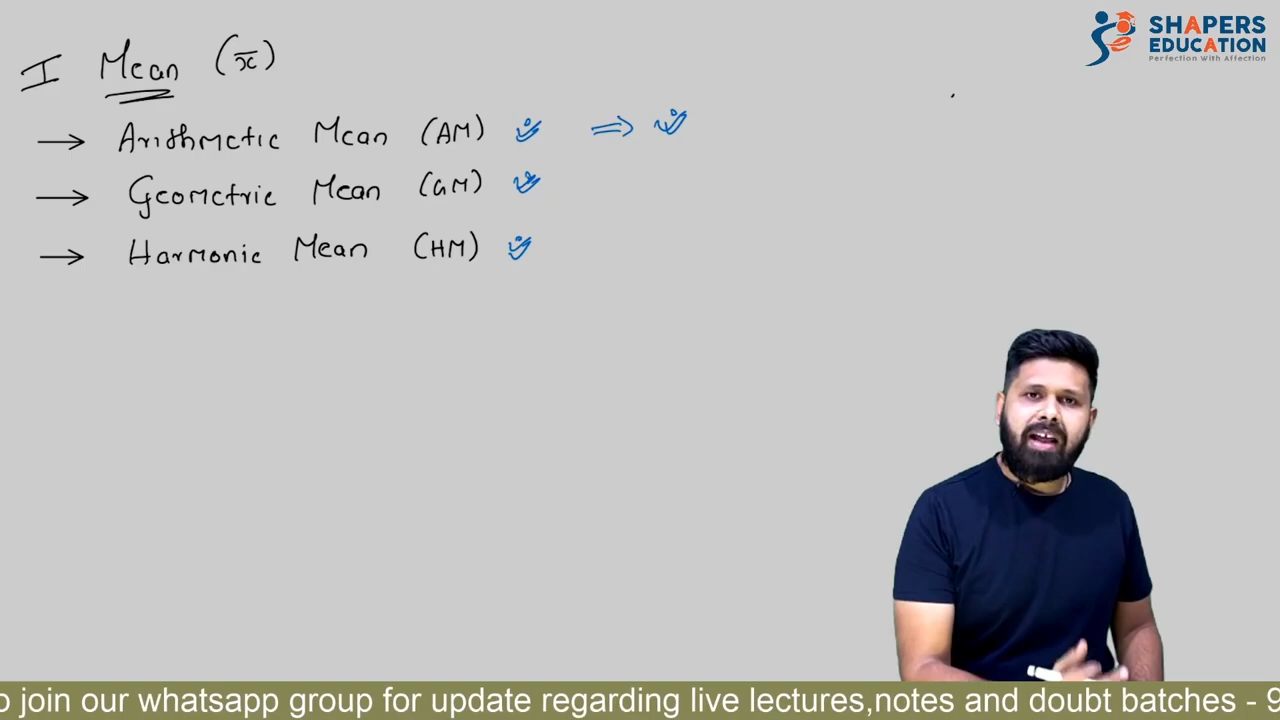 SHAPERS
EDUCATION
Perfection With Affection
I Mean (x̄)
→ Arithmetic Mean (AM) ⇒
→ Geometric Mean (GM)
→ Harmonic Mean (HM)
o join our whatsapp group for update regarding live lectures,notes and doubt batches - 9